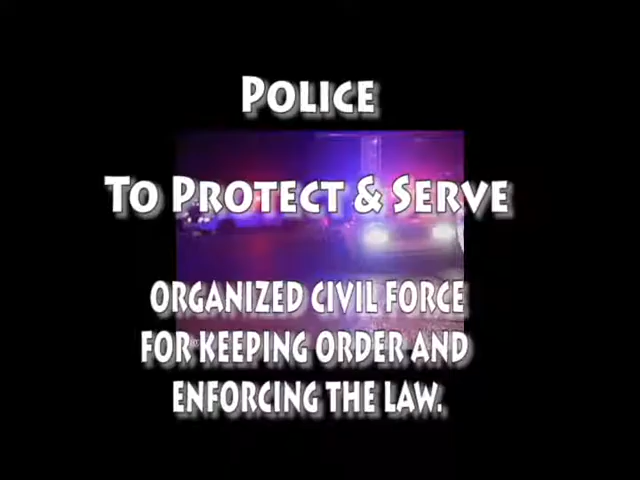 POLICE
TO PROTECT & SERVE
ORGANIZED CIVIL FORCE
FOR KEEPING ORDER AND
ENFORCING THE LAW.